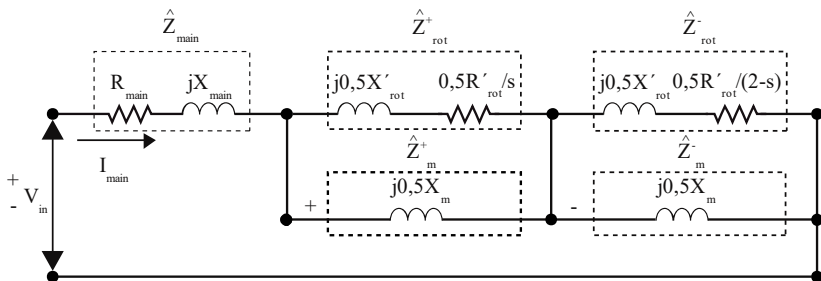 Ẑmain
Ẑ+rot
Ẑ-rot
Rmain
jXmain
j0,5X´rot
0,5R´rot/s
j0,5X´rot
0,5R´rot/(2-s)
Imain
+
-
Vin
Ẑ+m
Ẑ-m
+
j0,5Xm
-
j0,5Xm